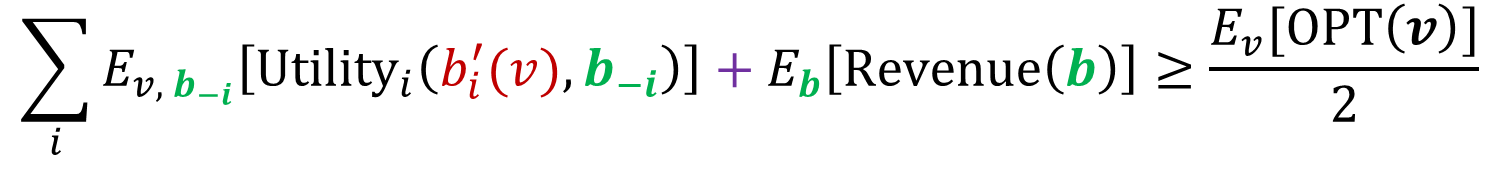 ∑_i E_{v, b_{-i}}[Utility_i(b'_i(v), b_{-i})] + E_b[Revenue(b)] ≥ E_v[OPT(v)] / 2